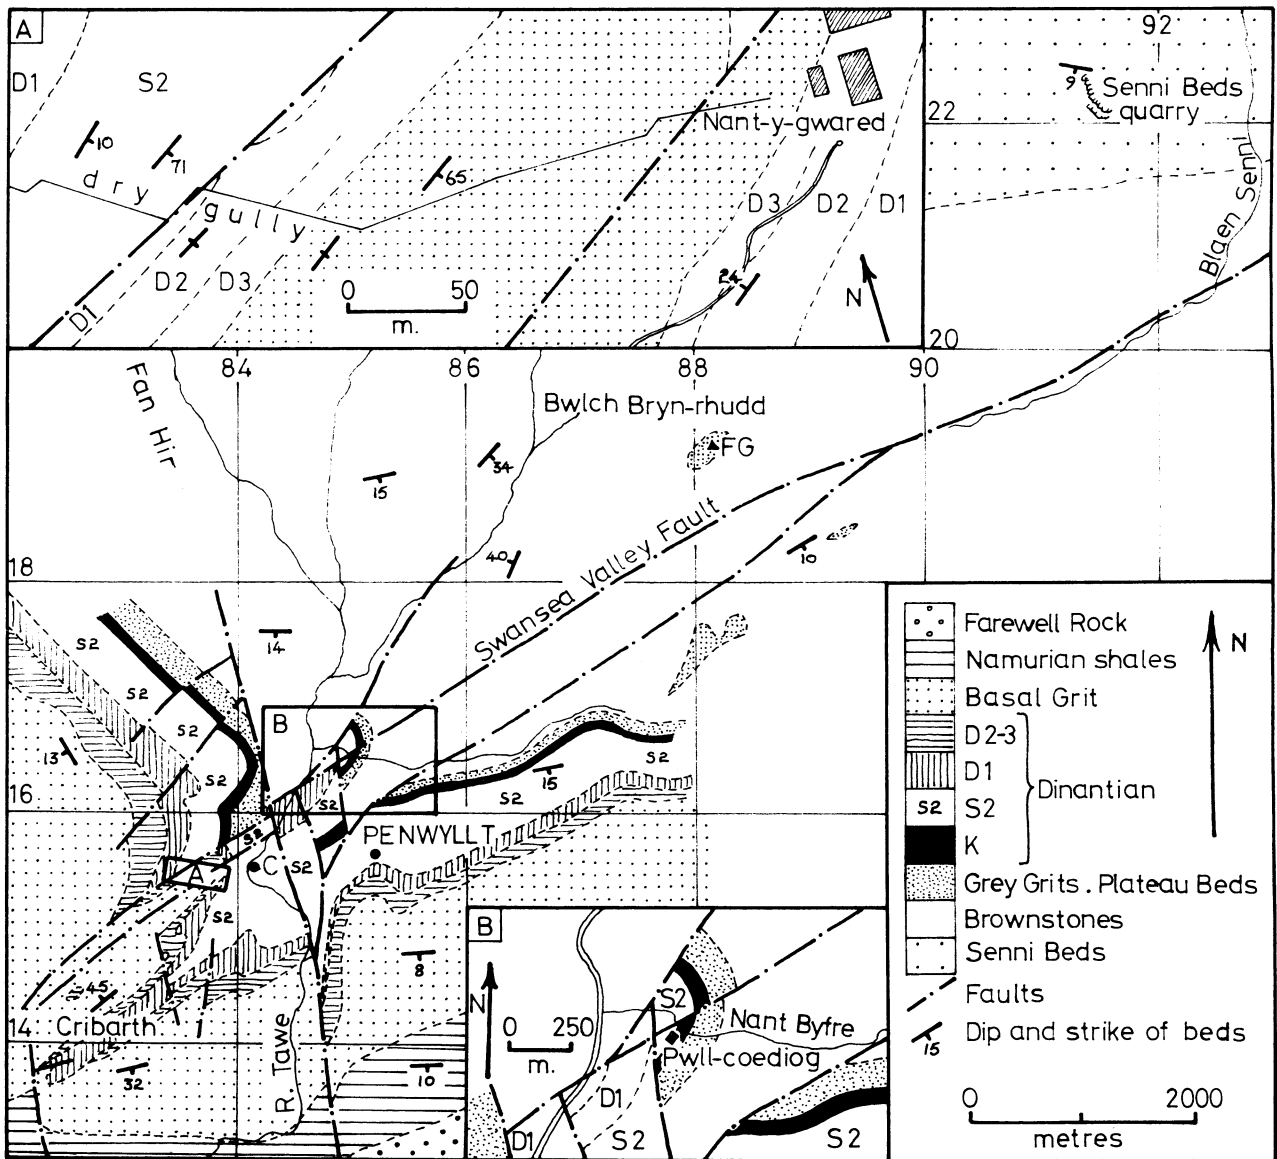 A
D1
S2
10
71
dry
gully
65
Nant-y-gwared
D3
D2
D1
D2
D3
D1
24
0 50
m.
N
92
9
Senni Beds
quarry
22
Blaen Senni
20
84
86
88
90
Fan Hir
Bwlch Bryn-rhudd
FG
34
15
40
10
Swansea Valley Fault
18
S2
14
S2
S2
B
13
S2
S2
15
S2
S2
16
S2
S2
PENWYLLT
A
C
S2
S2
8
45
14
Cribarth
R. Tawe
32
10
B
N
0 250
m.
S2
Nant Byfre
Pwll-coediog
D1
D1
S2
S2
Farewell Rock
N
Namurian shales
Basal Grit
D2-3
D1
S2
S2
Dinantian
K
Grey Grits . Plateau Beds
Brownstones
Senni Beds
Faults
15
Dip and strike of beds
0 2000
metres